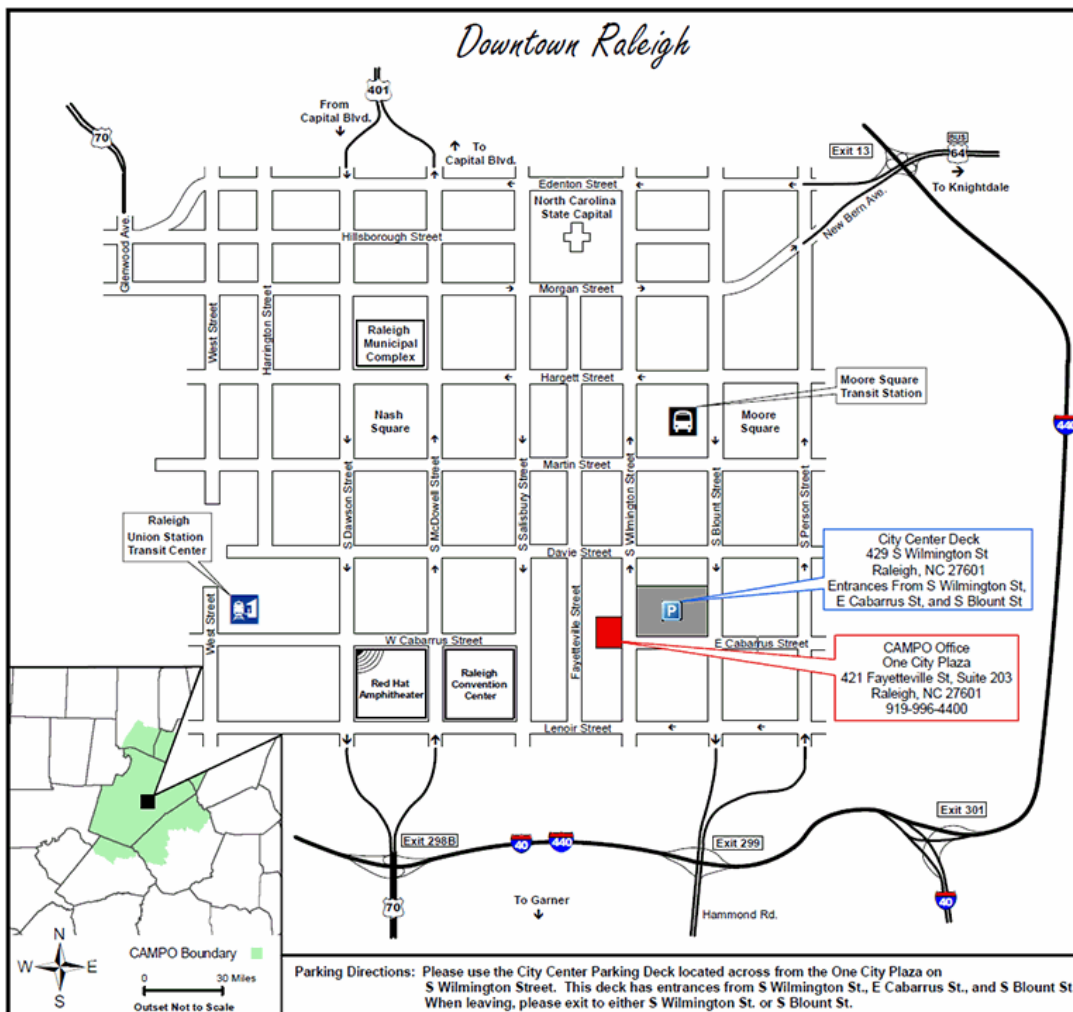 Downtown Raleigh
401
From
Capital Blvd.
To
Capital Blvd.
70
Exit 13
BUS
64
To Knightdale
Edenton Street
New Bern Ave.
North Carolina
State Capital
Glenwood Ave.
Hillsborough Street
Morgan Street
West Street
Harrington Street
Raleigh
Municipal
Complex
Hargett Street
Moore Square
Transit Station
Nash
Square
Moore
Square
440
Martin Street
S Dawson Street
S McDowell Street
S Salisbury Street
S Wilmington Street
S Blount Street
S Person Street
Raleigh
Union Station
Transit Center
Davie Street
City Center Deck
429 S Wilmington St
Raleigh, NC 27601
Entrances From S Wilmington St,
E Cabarrus St, and S Blount St
P
West Street
Fayetteville Street
W Cabarrus Street
E Cabarrus Street
CAMPO Office
One City Plaza
421 Fayetteville St, Suite 203
Raleigh, NC 27601
919-996-4400
Red Hat
Amphitheater
Raleigh
Convention
Center
Lenoir Street
Exit 298B
40
440
Exit 299
Exit 301
70
To Garner
Hammond Rd.
40
N
W
E
S
CAMPO Boundary
0
30 Miles
Outset Not to Scale
Parking Directions: Please use the City Center Parking Deck located across from the One City Plaza on
S Wilmington Street. This deck has entrances from S Wilmington St., E Cabarrus St., and S Blount St
When leaving, please exit to either S Wilmington St. or S Blount St.